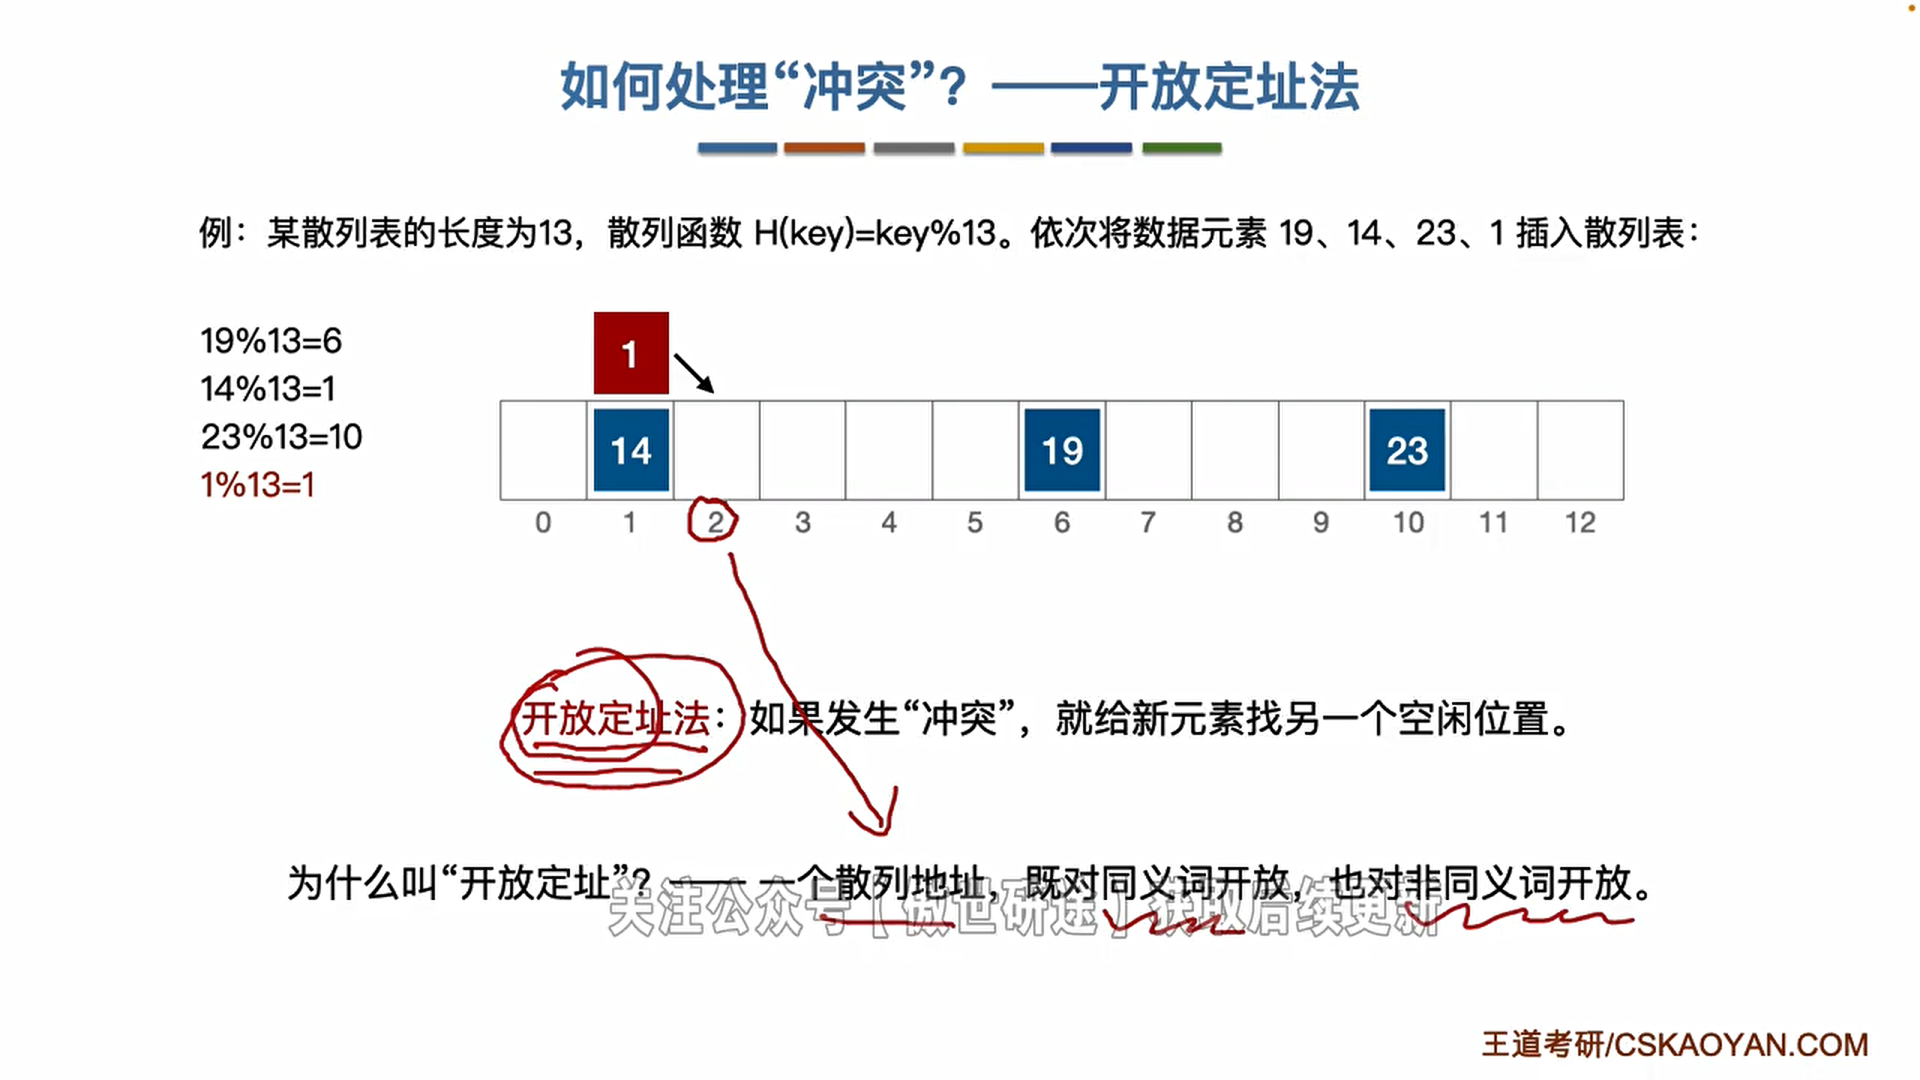 如何处理“冲突”？——开放定址法
例：某散列表的长度为13，散列函数 H(key)=key%13。依次将数据元素 19、14、23、1 插入散列表：
19%13=6
14%13=1
23%13=10
1%13=1
1
14 19 23
0 1 2 3 4 5 6 7 8 9 10 11 12
开放定址法：如果发生“冲突”，就给新元素找另一个空闲位置。
为什么叫“开放定址”？—— 一个散列地址，既对同义词开放，也对非同义词开放。
关注公众号【傲世研途】获取后续更新
王道考研/CSKAOYAN.COM